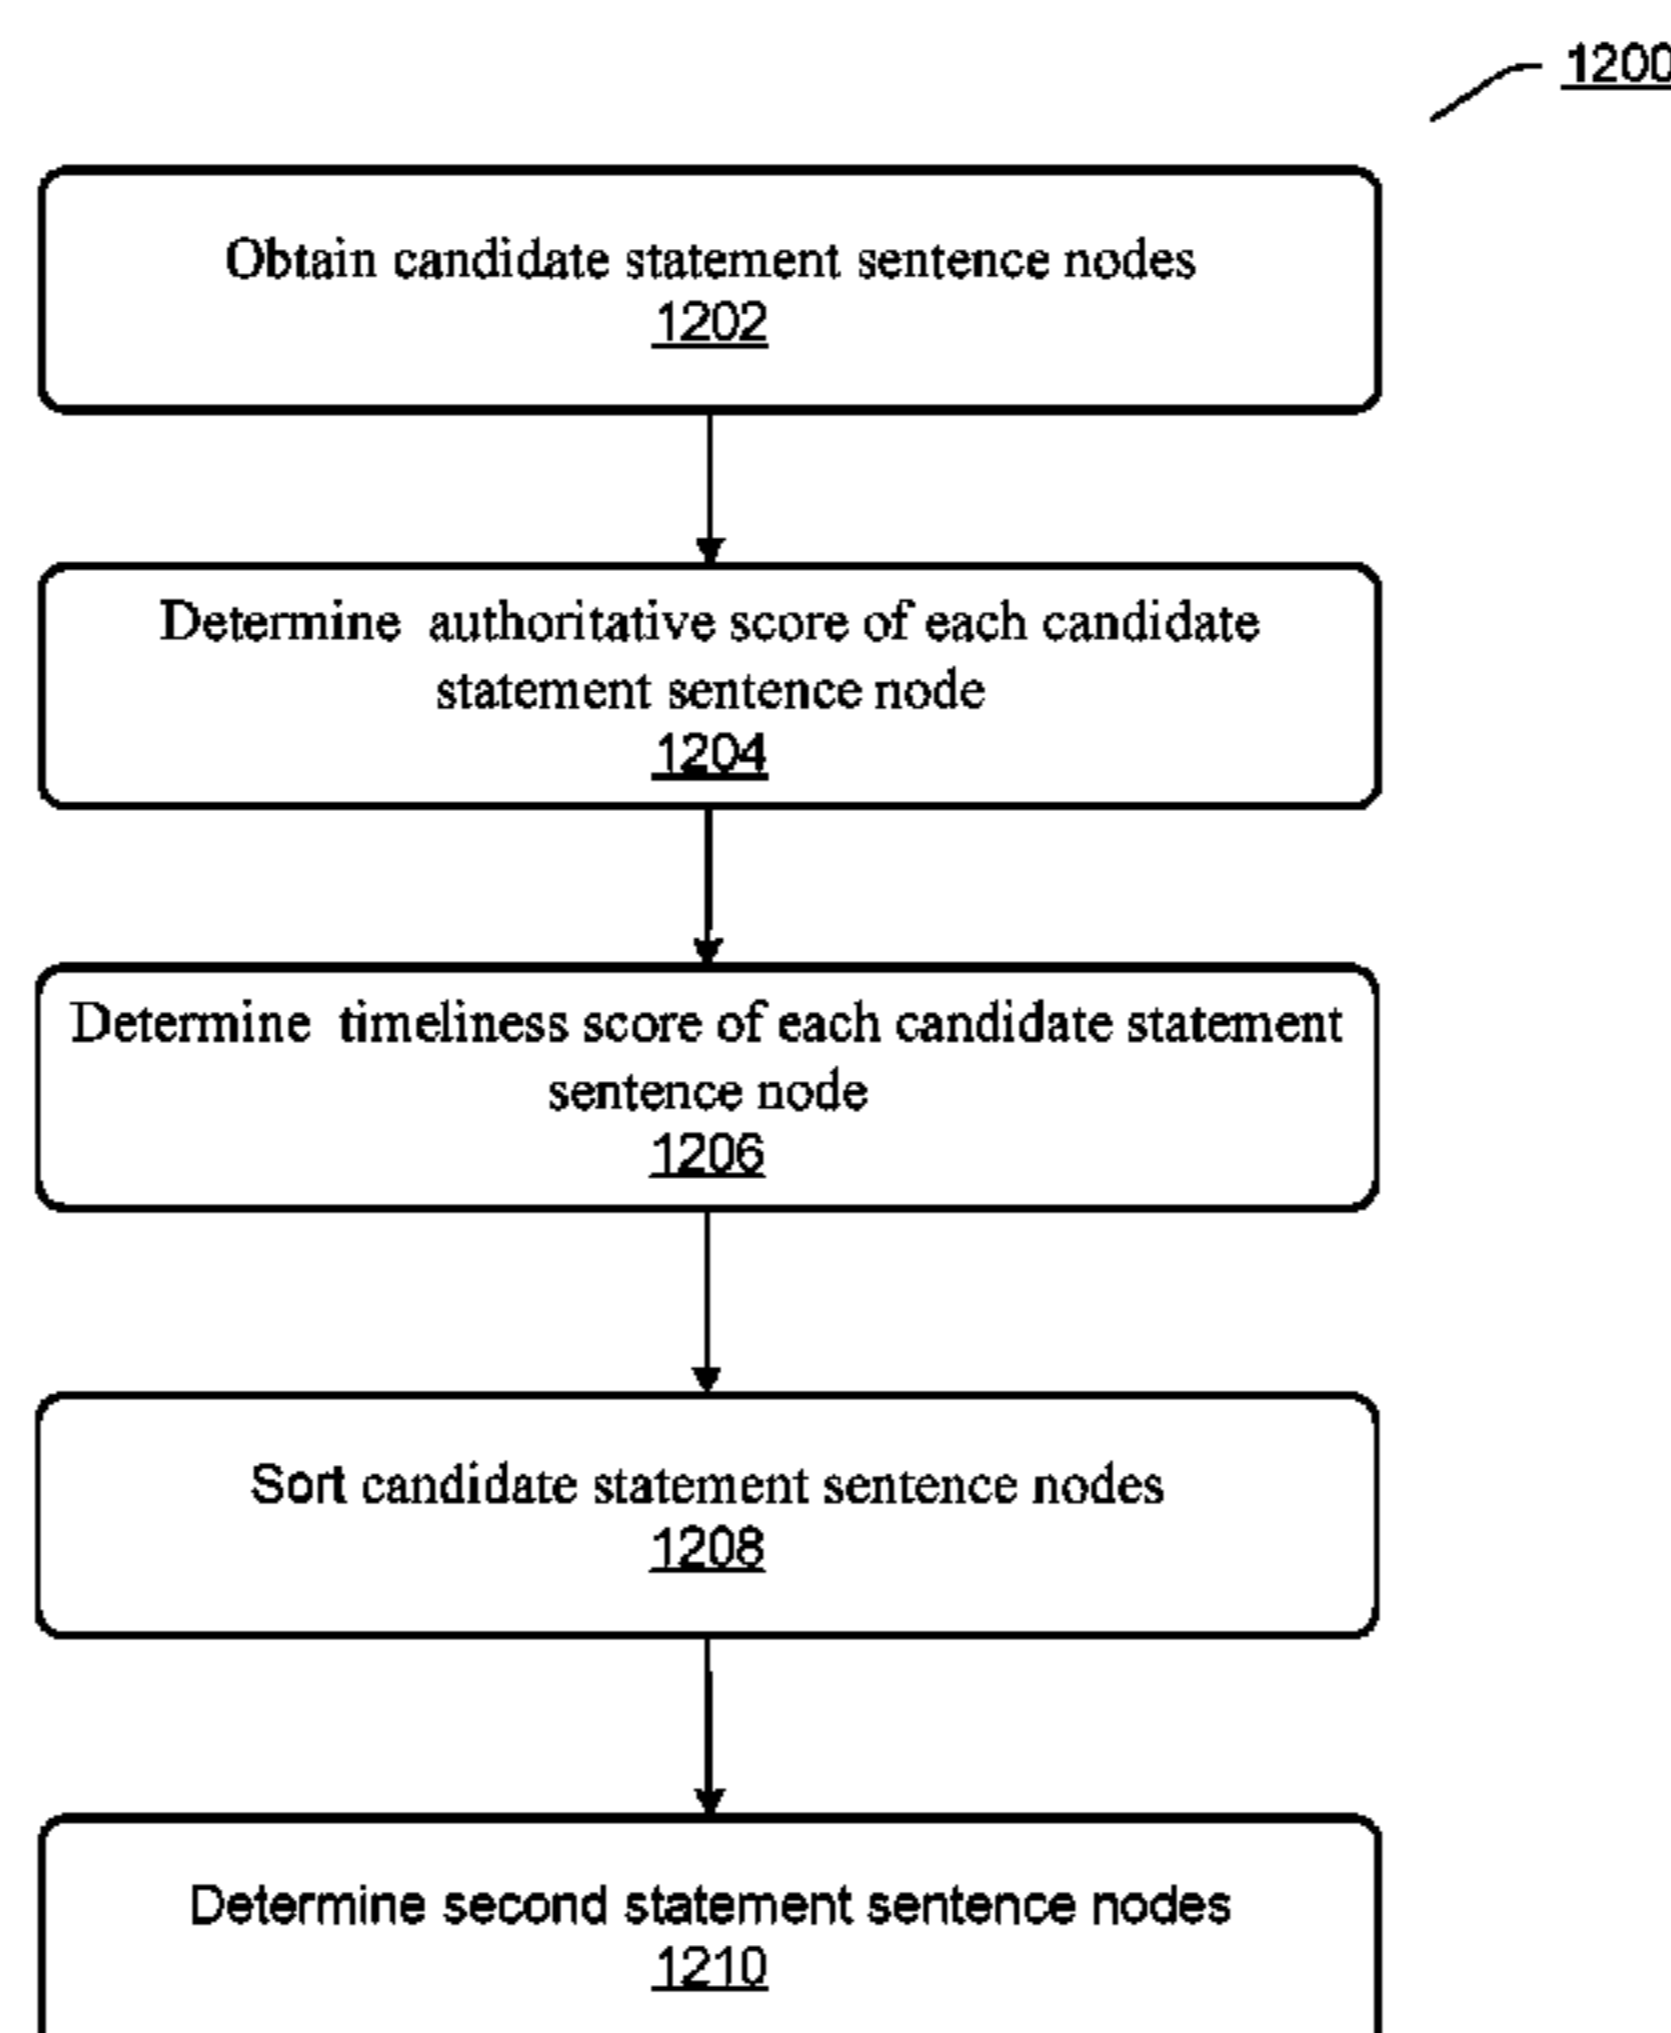 1200
Obtain candidate statement sentence nodes
1202
Determine authoritative score of each candidate
statement sentence node
1204
Determine timeliness score of each candidate statement
sentence node
1206
Sort candidate statement sentence nodes
1208
Determine second statement sentence nodes
1210